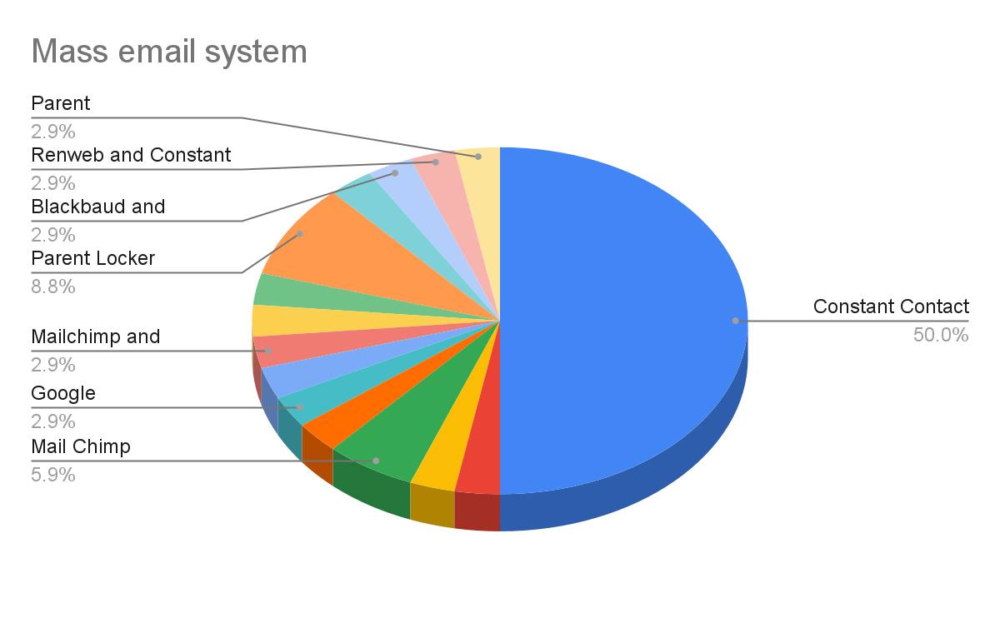 Mass email system
Parent
2.9%
Renweb and Constant
2.9%
Blackbaud and
2.9%
Parent Locker
8.8%
Mailchimp and
2.9%
Google
2.9%
Mail Chimp
5.9%
Constant Contact
50.0%